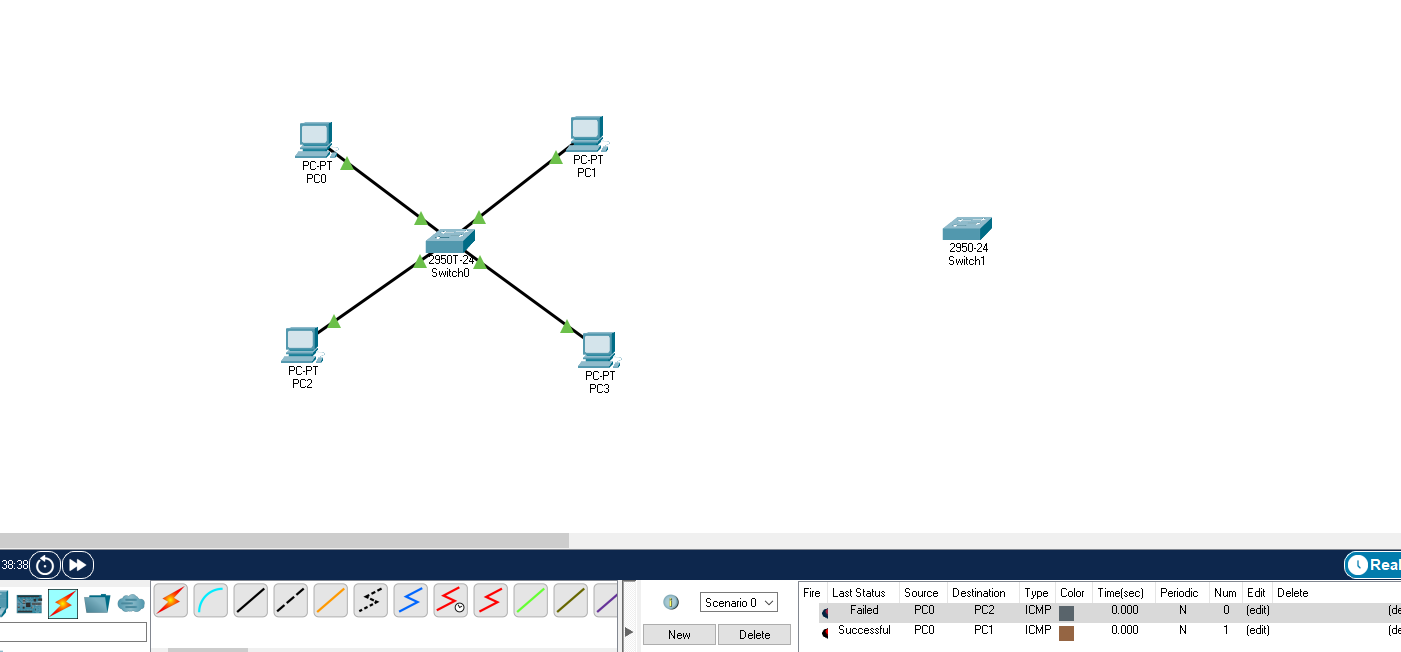 PC-PT
PC0
PC-PT
PC1
2950T-24
Switch0
2950-24
Switch1
PC-PT
PC2
PC-PT
PC3
38:38
Real
Scenario 0
New
Delete
Fire Last Status Source Destination Type Color Time(sec) Periodic Num Edit Delete
Failed PC0 PC2 ICMP 0.000 N 0 (edit) (de
Successful PC0 PC1 ICMP 0.000 N 1 (edit) (de